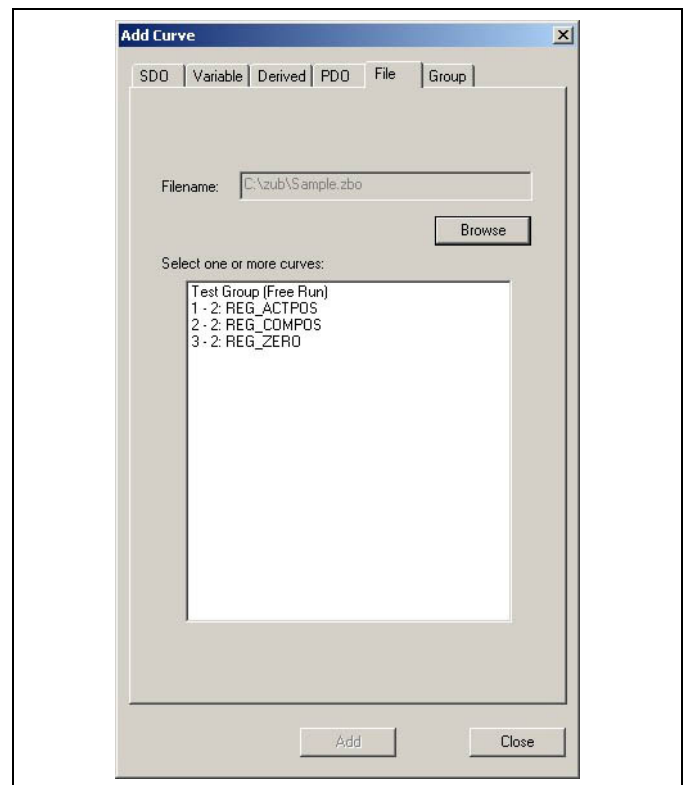 Add Curve
SDO Variable Derived PDO File Group
Filename: C:\zub\Sample.zbo
Browse
Select one or more curves:
Test Group (Free Run)
1 - 2: REG_ACTPOS
2 - 2: REG_COMPOS
3 - 2: REG_ZERO
Add Close